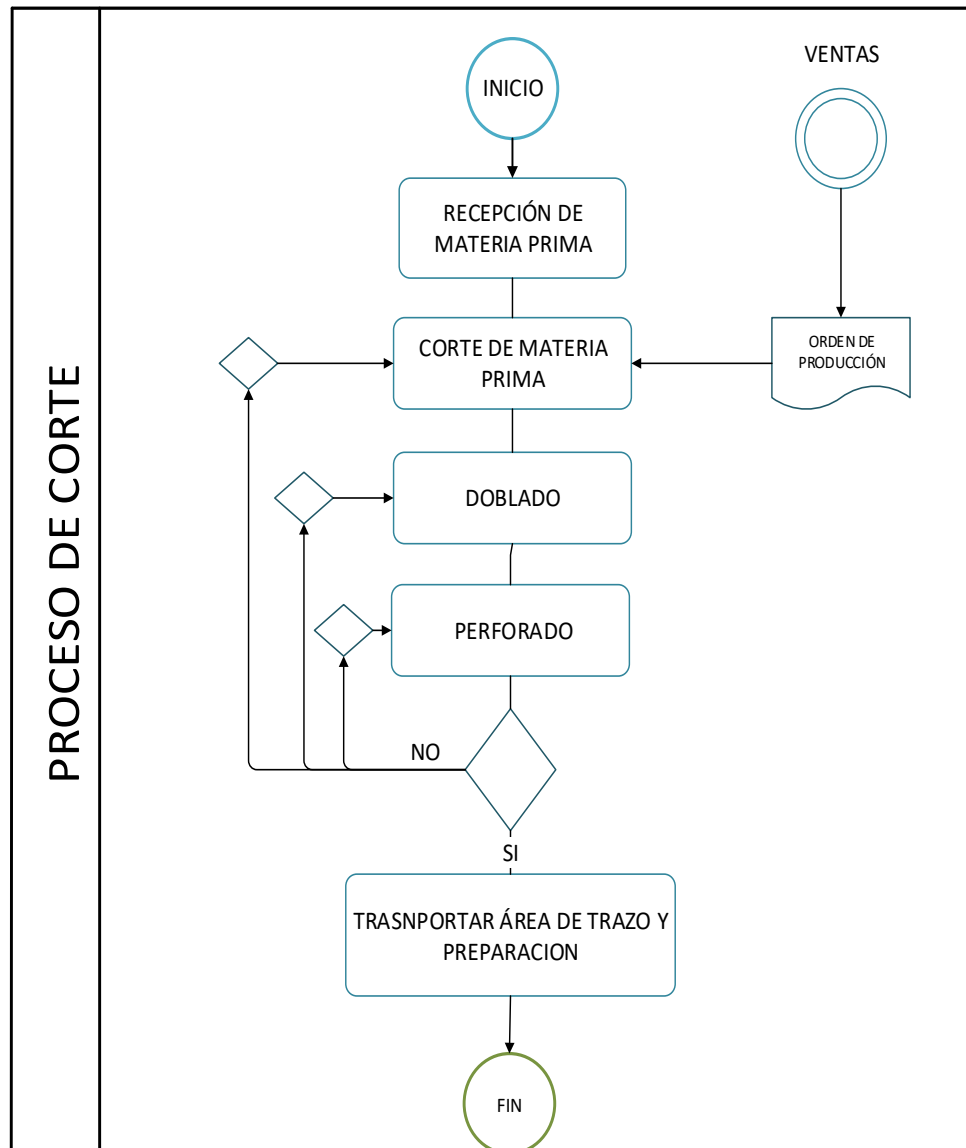 PROCESO DE CORTE
INICIO
VENTAS
RECEPCIÓN DE
MATERIA PRIMA
CORTE DE MATERIA
PRIMA
ORDEN DE
PRODUCCIÓN
DOBLADO
PERFORADO
NO
SI
TRASNPORTAR ÁREA DE TRAZO Y
PREPARACION
FIN